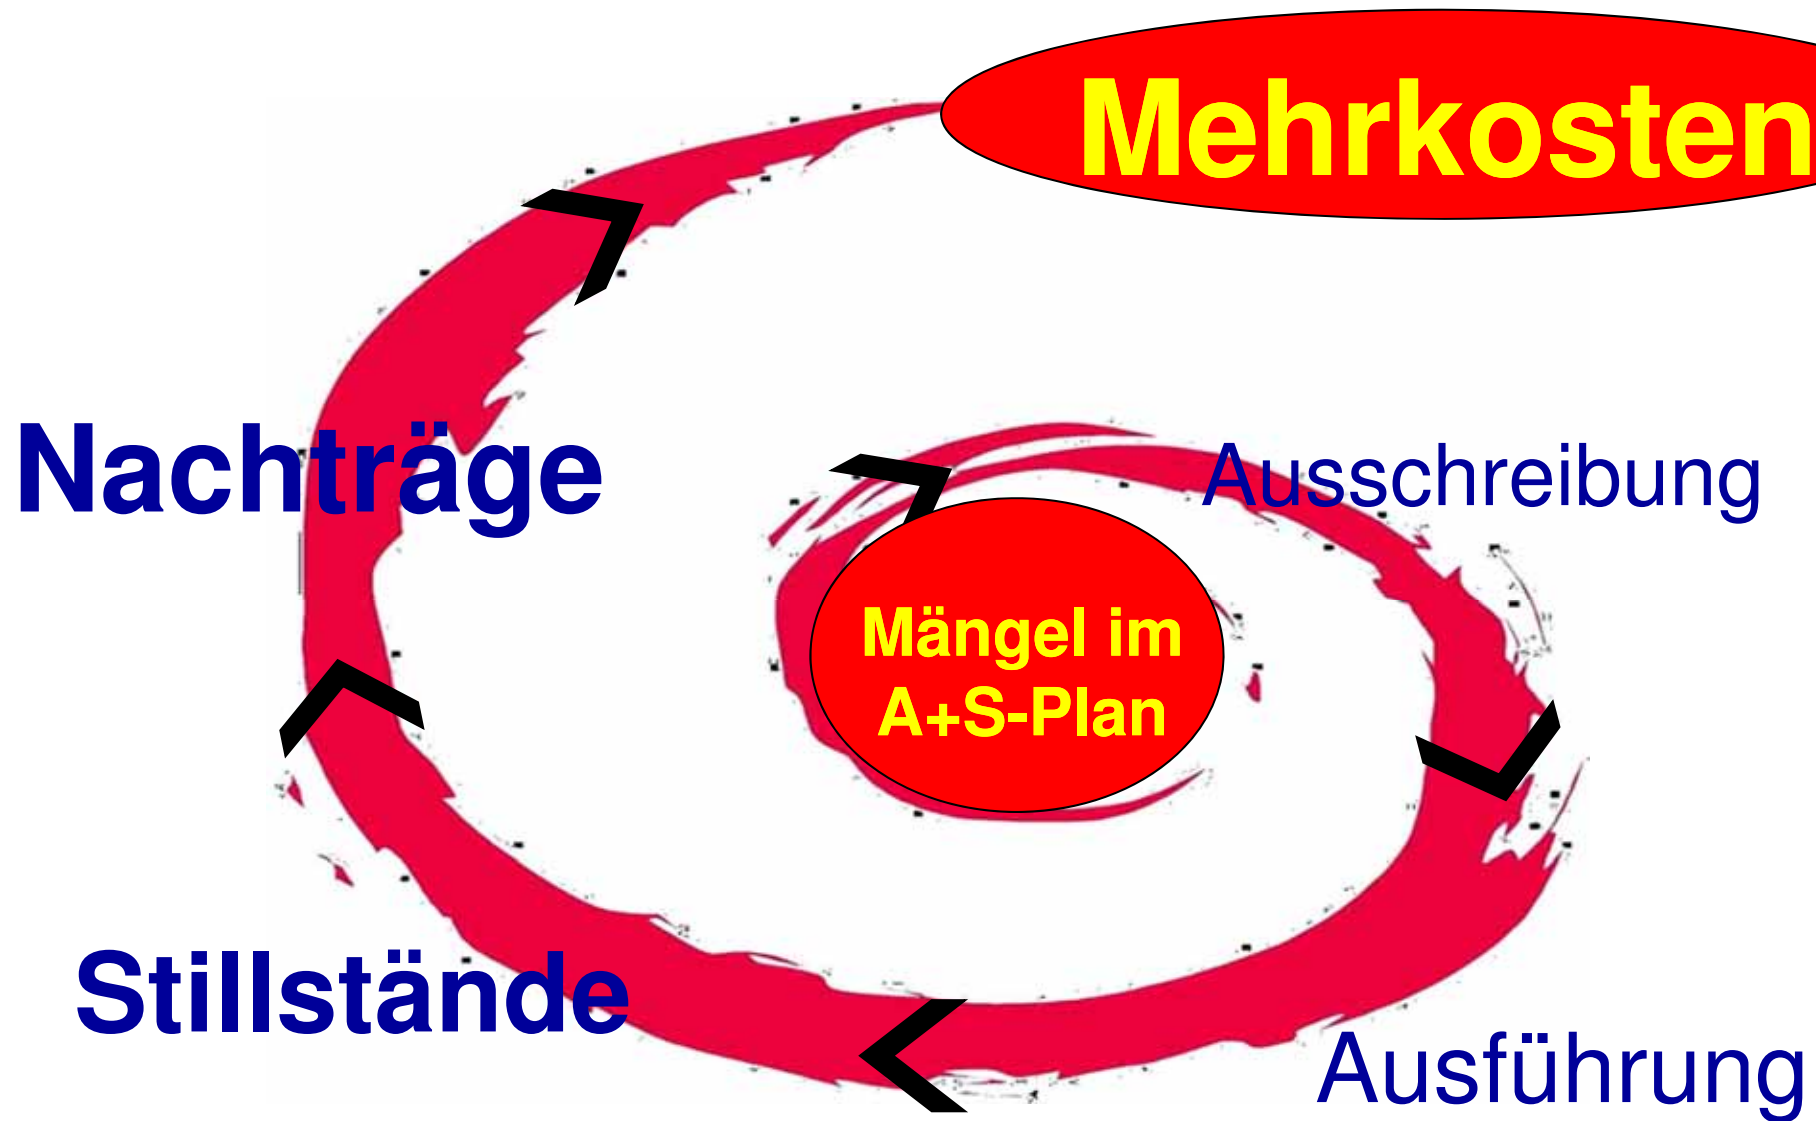 Mehrkosten
Nachträge
Ausschreibung
Mängel im
A+S-Plan
Stillstände
Ausführung